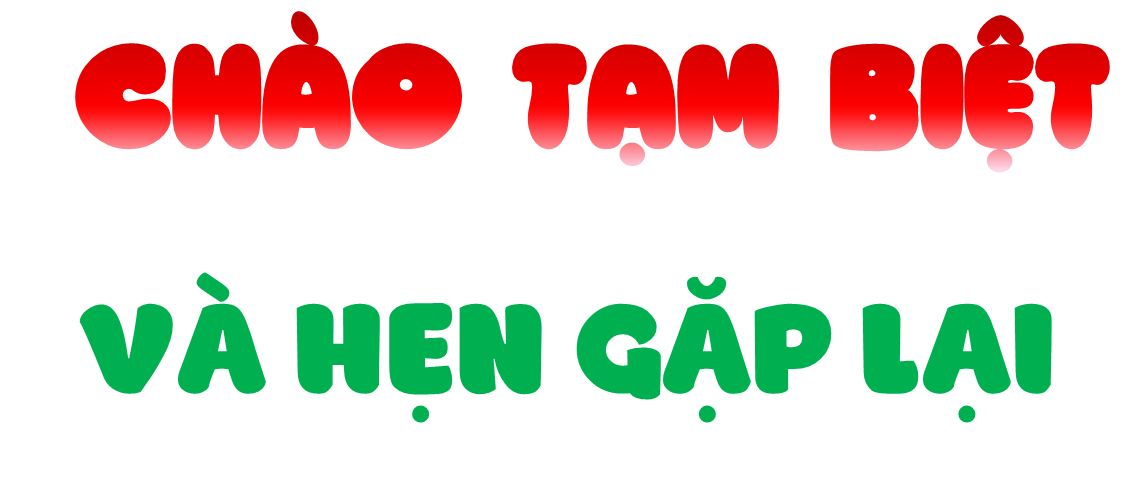 CHÀO TẠM BIỆT
VÀ HẸN GẶP LẠI